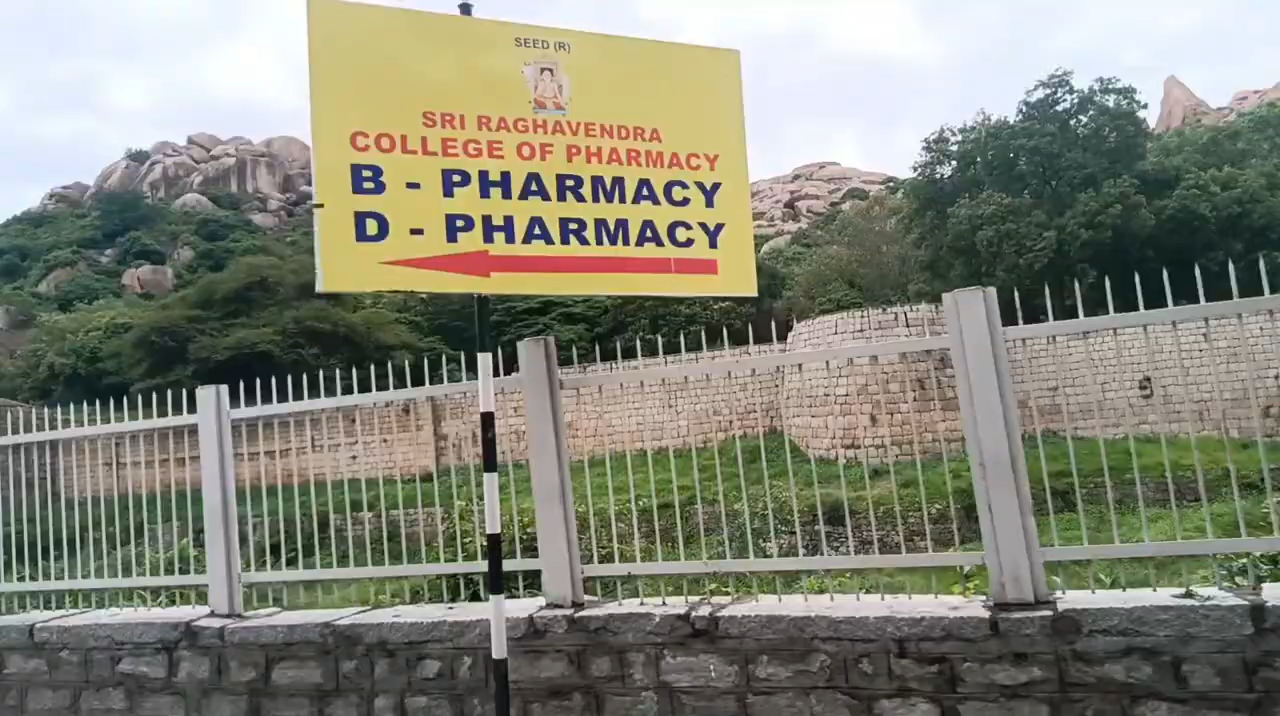 SEED (R)
SRI RAGHAVENDRA
COLLEGE OF PHARMACY
B - PHARMACY
D - PHARMACY